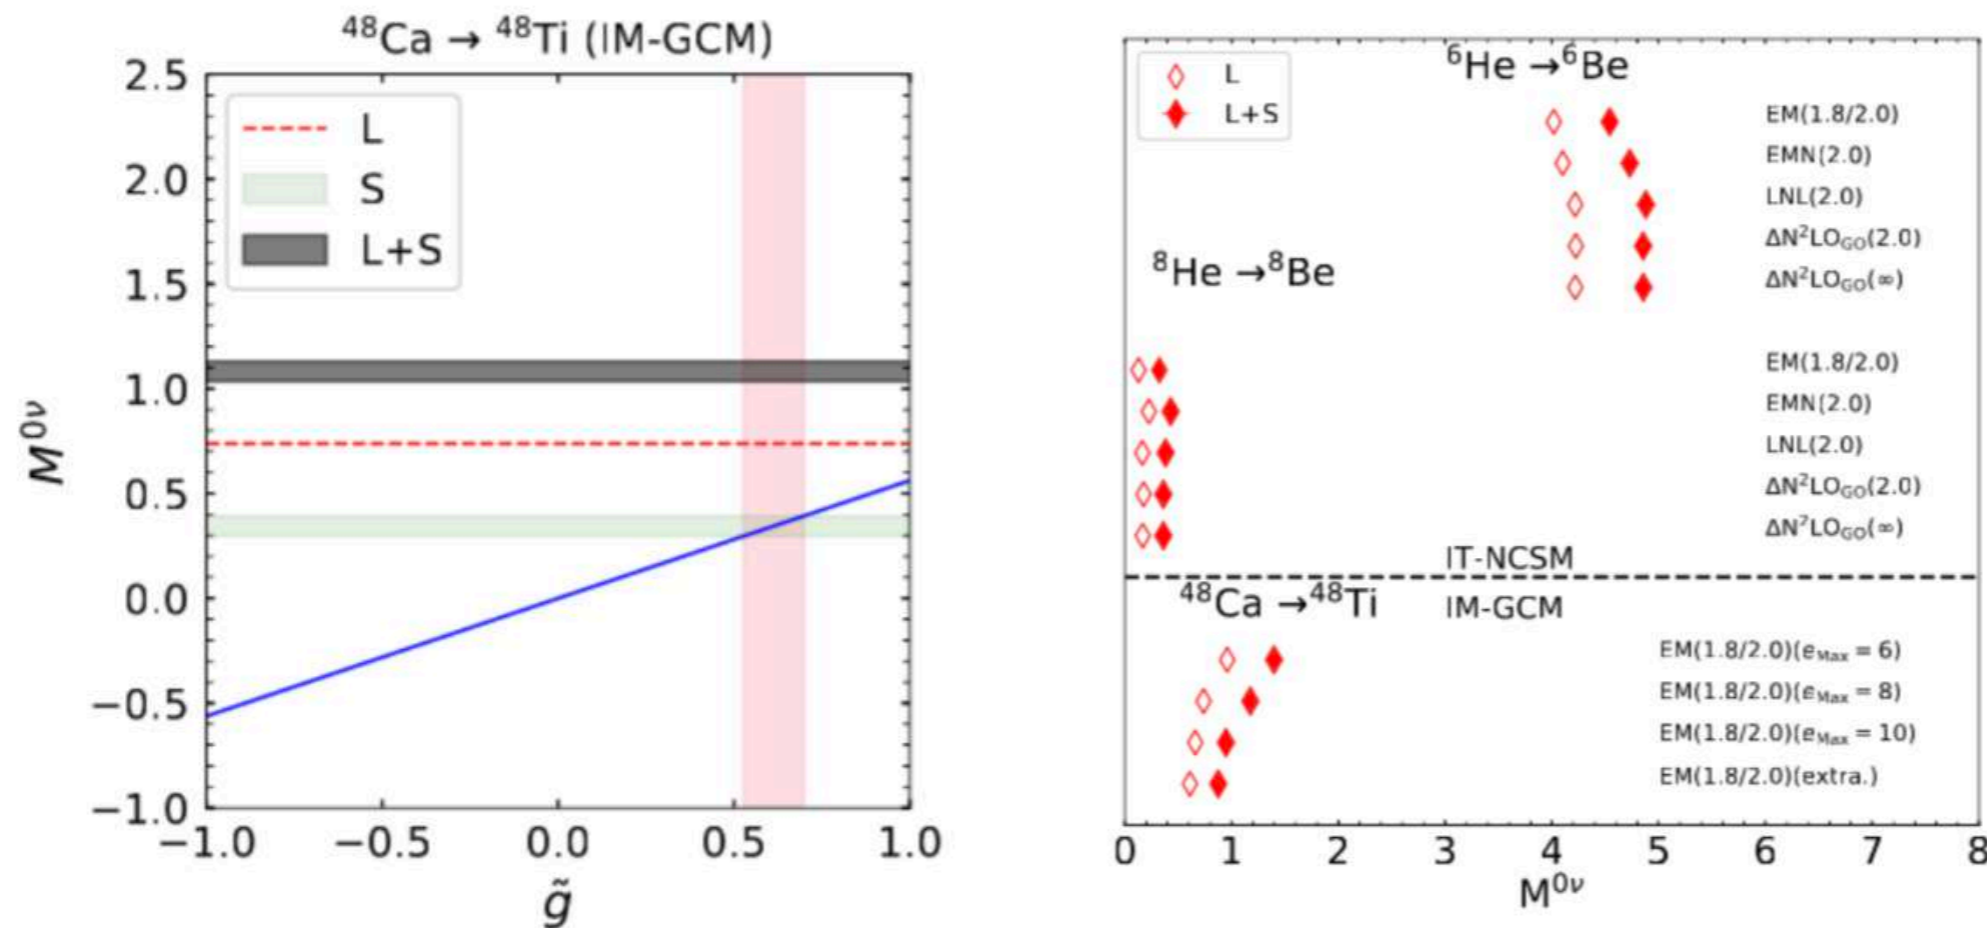 ⁴⁸Ca → ⁴⁸Ti (IM-GCM)
2.5
2.0
1.5
1.0
0.5
0.0
−0.5
−1.0
L
S
L+S
M⁰ᵛ
−1.0 −0.5 0.0 0.5 1.0
g̃
L
L+S
⁶He →⁶Be
EM(1.8/2.0)
EMN(2.0)
LNL(2.0)
ΔN²LO_GO(2.0)
ΔN²LO_GO(∞)
⁸He →⁸Be
EM(1.8/2.0)
EMN(2.0)
LNL(2.0)
ΔN²LO_GO(2.0)
ΔN⁷LO_GO(∞)
IT-NCSM
⁴⁸Ca →⁴⁸Ti
IM-GCM
EM(1.8/2.0)(e_Max = 6)
EM(1.8/2.0)(e_Max = 8)
EM(1.8/2.0)(e_Max = 10)
EM(1.8/2.0)(extra.)
0 1 2 3 4 5 6 7 8
M⁰ᵛ